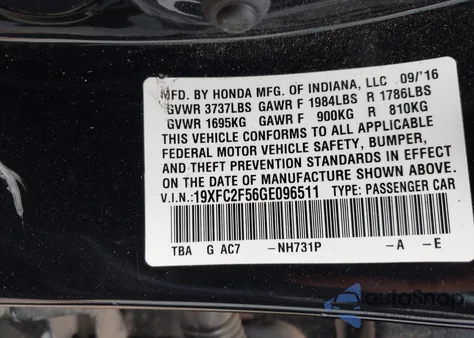 MFD. BY HONDA MFG. OF INDIANA, LLC 09/'16
GVWR 3737LBS GAWR F 1984LBS R 1786LBS
GVWR 1695KG GAWR F 900KG R 810KG
THIS VEHICLE CONFORMS TO ALL APPLICABLE
FEDERAL MOTOR VEHICLE SAFETY, BUMPER,
AND THEFT PREVENTION STANDARDS IN EFFECT
ON THE DATE OF MANUFACTURE SHOWN ABOVE.
V.I.N.:19XFC2F56GE096511 TYPE: PASSENGER CAR
TBA G AC7 -NH731P -A -E
autoSnap